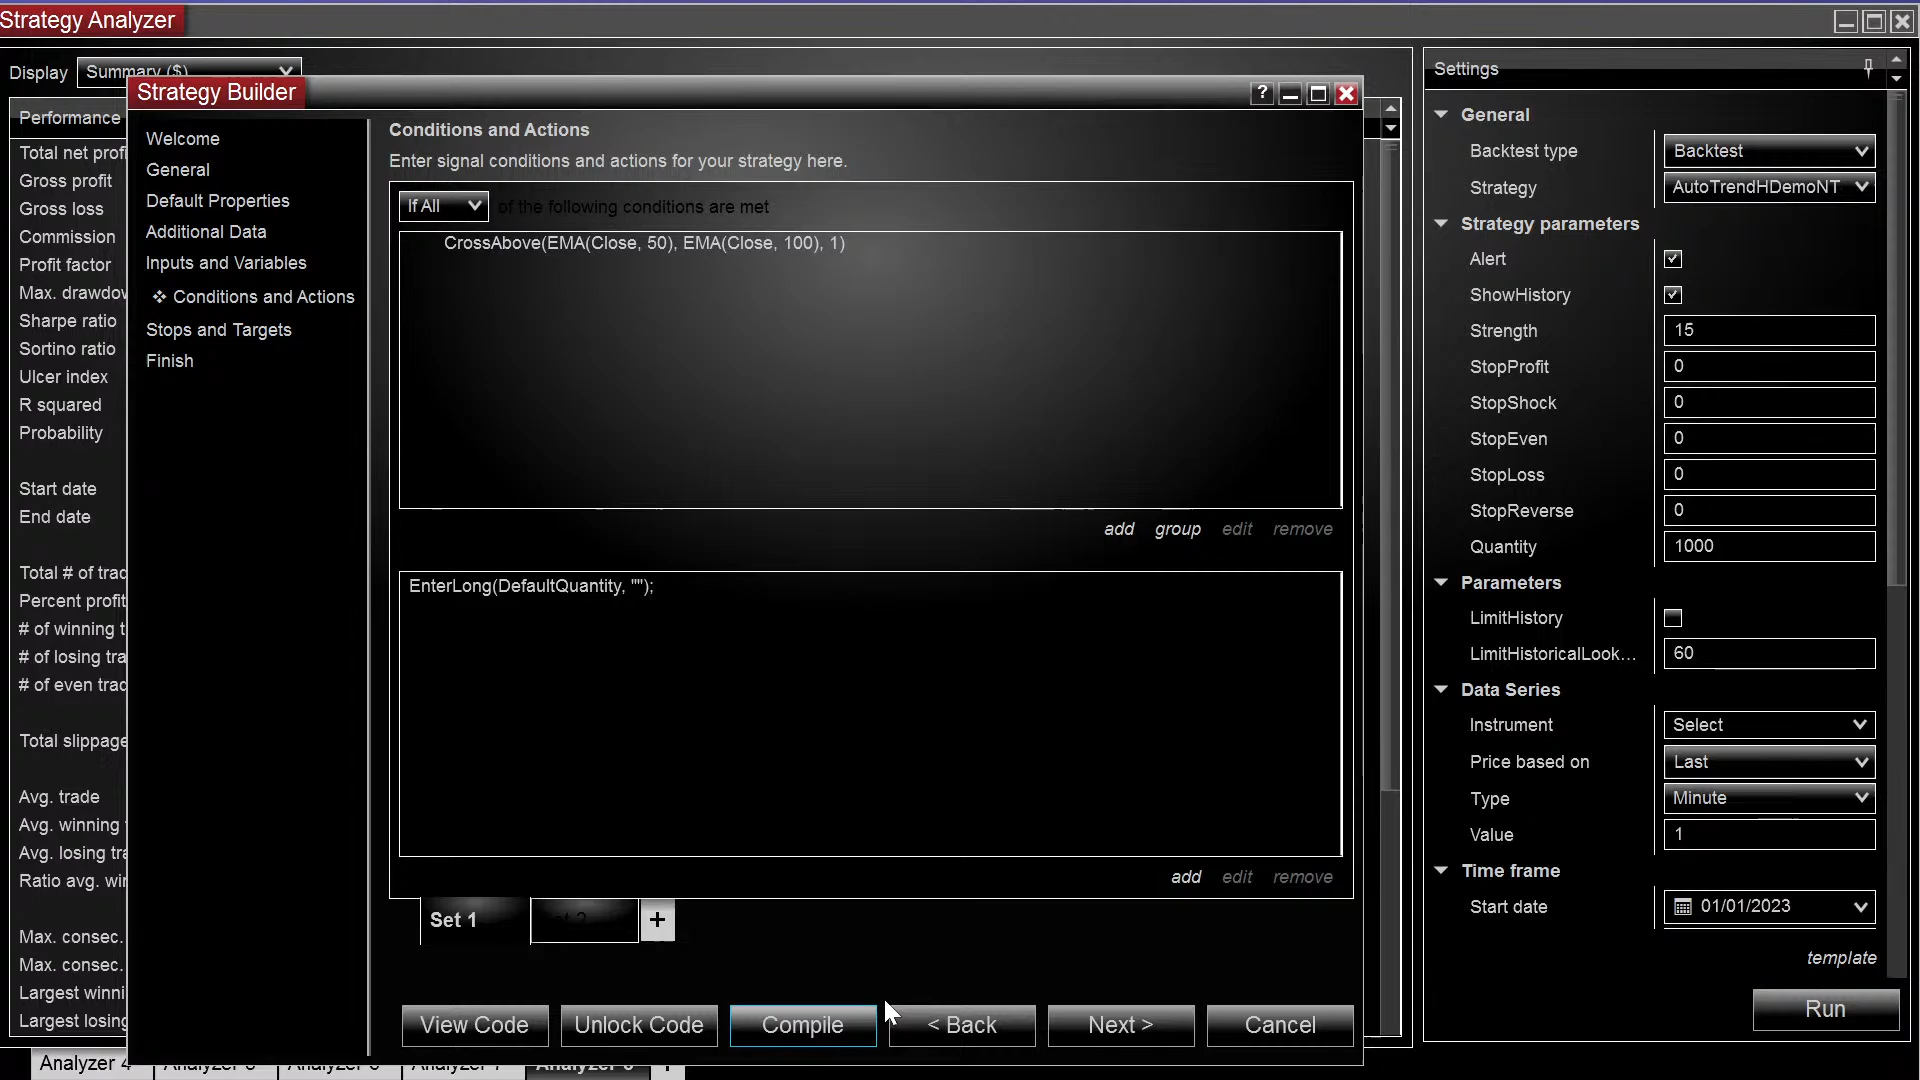 Strategy Analyzer
Display Summary ($)
Performance
Total net profi
Gross profit
Gross loss
Commission
Profit factor
Max. drawdov
Sharpe ratio
Sortino ratio
Ulcer index
R squared
Probability
Start date
End date
Total # of trad
Percent profit
# of winning t
# of losing tra
# of even trad
Total slippage
Avg. trade
Avg. winning
Avg. losing tra
Ratio avg. wir
Max. consec.
Max. consec.
Largest winni
Largest losing
Analyzer 4
Strategy Builder
?
Welcome
General
Default Properties
Additional Data
Inputs and Variables
Conditions and Actions
Stops and Targets
Finish
Conditions and Actions
Enter signal conditions and actions for your strategy here.
If All of the following conditions are met
CrossAbove(EMA(Close, 50), EMA(Close, 100), 1)
add group edit remove
EnterLong(DefaultQuantity, "");
add edit remove
Set 1 Set 2 +
View Code Unlock Code Compile < Back Next > Cancel
Settings
General
Backtest type Backtest
Strategy AutoTrendHDemoNT
Strategy parameters
Alert
ShowHistory
Strength 15
StopProfit 0
StopShock 0
StopEven 0
StopLoss 0
StopReverse 0
Quantity 1000
Parameters
LimitHistory
LimitHistoricalLook... 60
Data Series
Instrument Select
Price based on Last
Type Minute
Value 1
Time frame
Start date 01/01/2023
template
Run